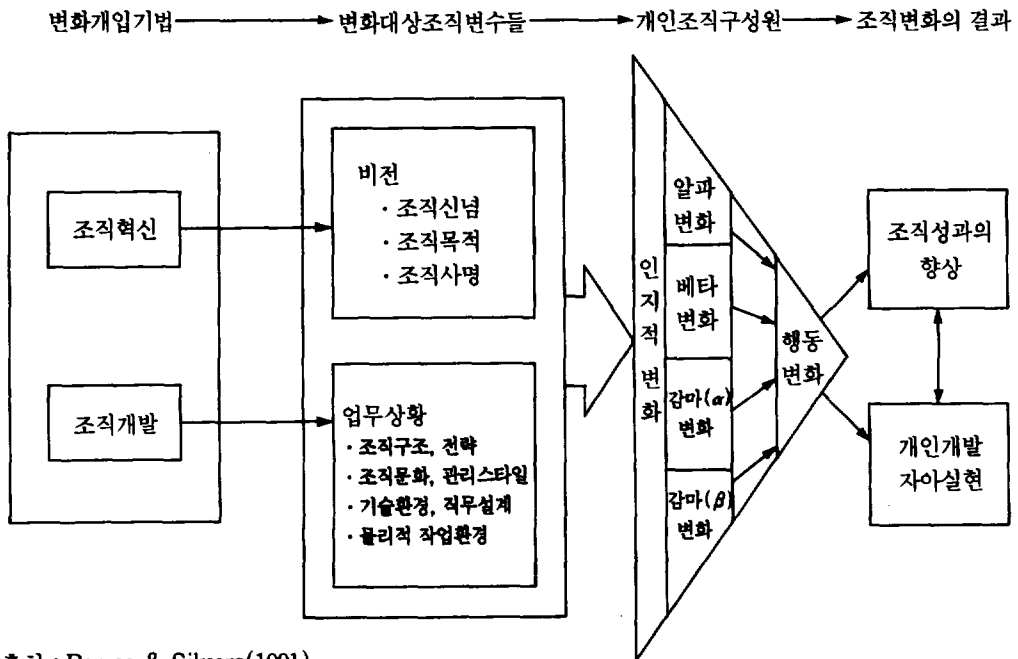 변화개입기법 변화대상조직변수들 개인조직구성원 조직변화의 결과
조직혁신
조직개발
비전
· 조직신념
· 조직목적
· 조직사명
업무상황
· 조직구조, 전략
· 조직문화, 관리스타일
· 기술환경, 직무설계
· 물리적 작업환경
인지적 변화
알파
변화
베타
변화
감마(α)
변화
감마(β)
변화
행동
변화
조직성과의
향상
개인개발
자아실현
& Silvers(1991)